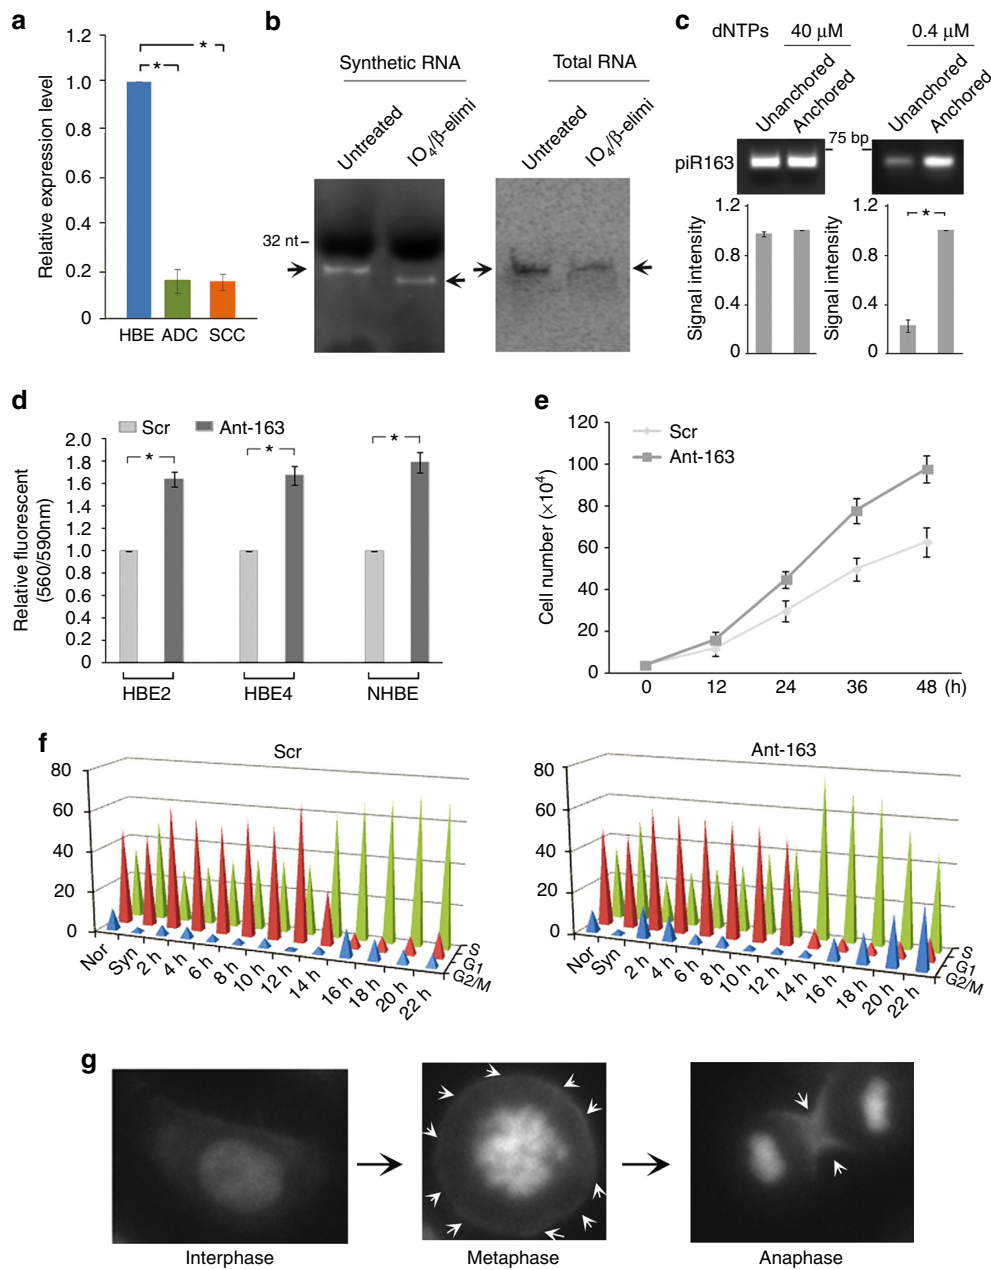 a
Relative expression level
1.2
1.0
0.8
0.6
0.4
0.2
0
*
*
HBE ADC SCC
b
Synthetic RNA
Total RNA
Untreated
IO4/β-elimi
Untreated
IO4/β-elimi
32 nt
c
dNTPs
40 μM
0.4 μM
Unanchored
Anchored
Unanchored
Anchored
75 bp
piR163
Signal intensity
1.2
0.8
0.4
0
Signal intensity
1.2
0.8
0.4
0
*
d
Scr
Ant-163
Relative fluorescent
(560/590nm)
2.0
1.8
1.6
1.4
1.2
1.0
0.8
0.6
0.4
1.2
0
*
*
*
HBE2
HBE4
NHBE
e
Scr
Ant-163
Cell number (×10⁴)
120
100
80
60
40
20
0
0 12 24 36 48 (h)
f
Scr
80
60
40
20
0
Nor
Syn
2 h
4 h
6 h
8 h
10 h
12 h
14 h
16 h
18 h
20 h
22 h
S
G1
G2/M
Ant-163
80
60
40
20
0
Nor
Syn
2 h
4 h
6 h
8 h
10 h
12 h
14 h
16 h
18 h
20 h
22 h
S
G1
G2/M
g
Interphase
Metaphase
Anaphase